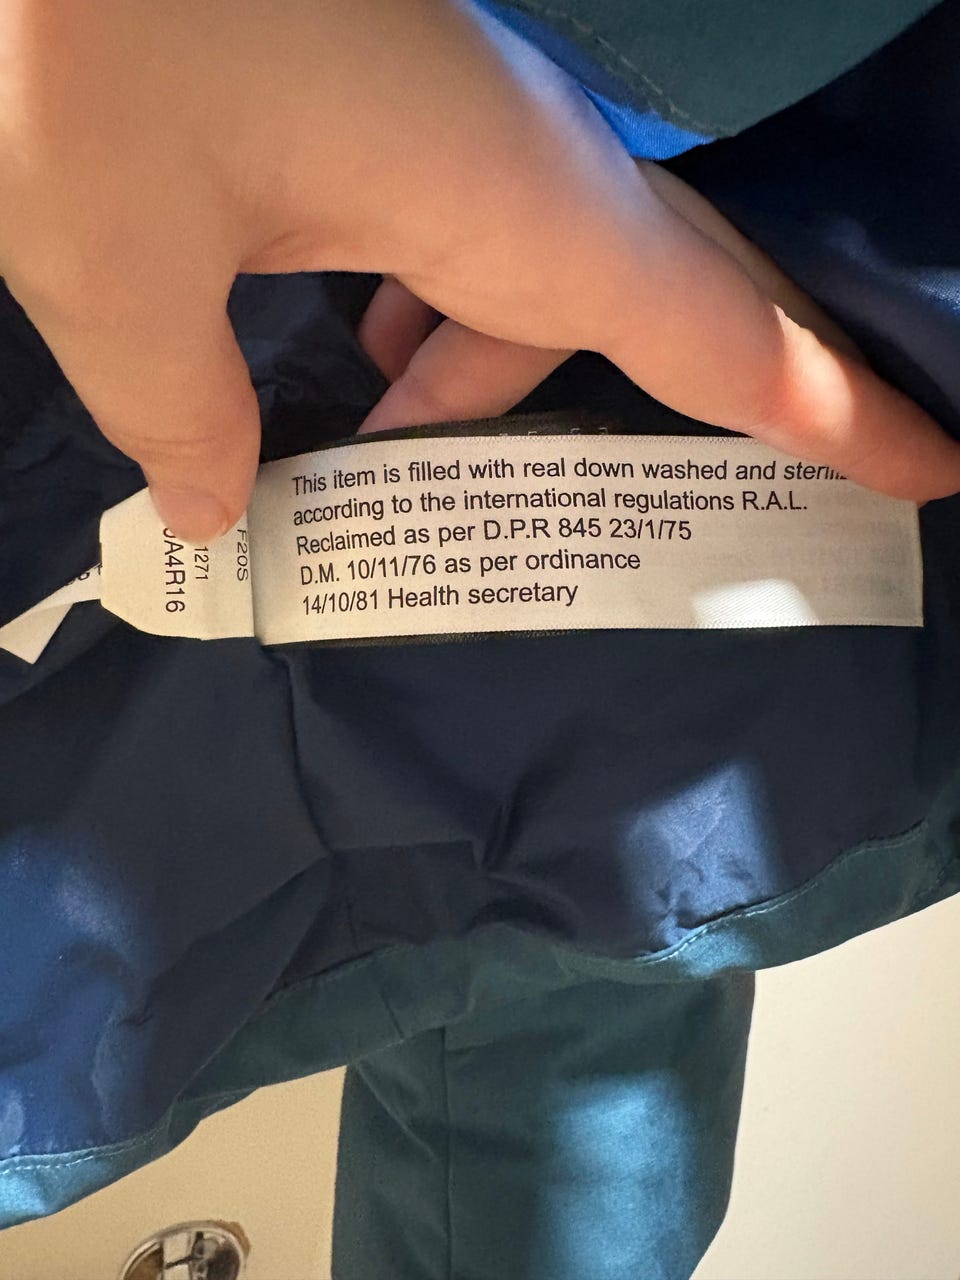 This item is filled with real down washed and
according to the international regulations R.A.L.
Reclaimed as per D.P.R 845 23/1/75
D.M. 10/11/76 as per ordinance
14/10/81 Health secretary
F20S
1271
JA4R16